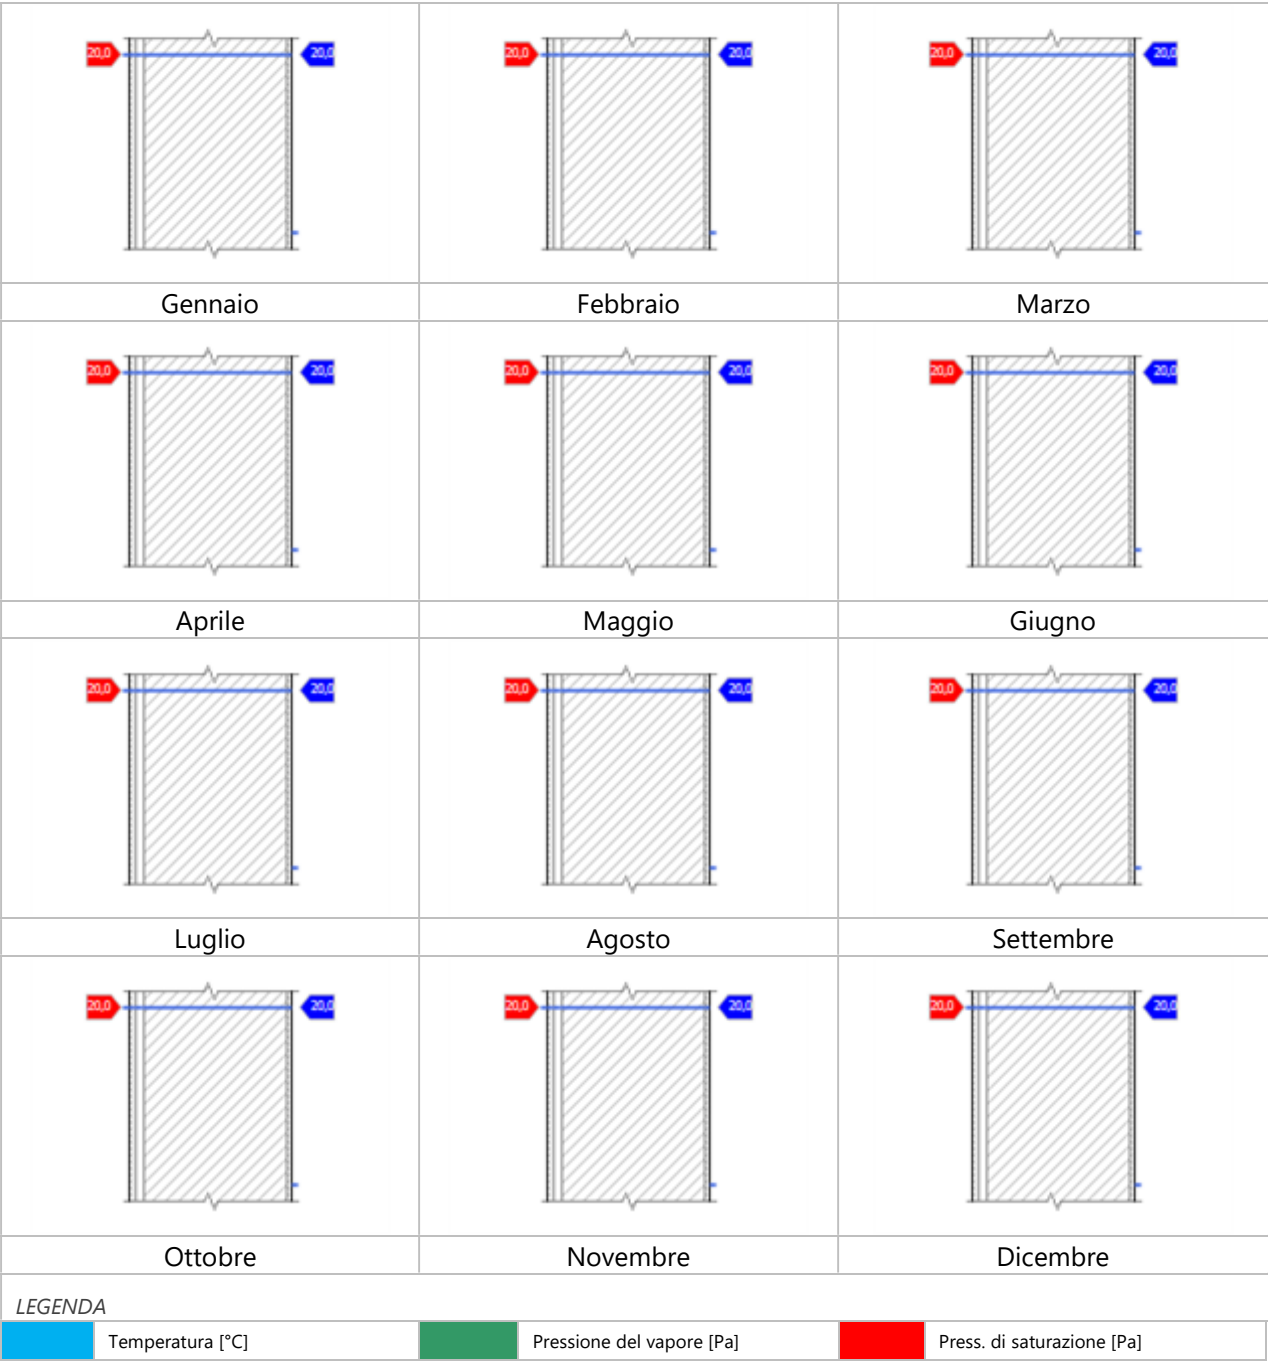 20,0 20,0 20,0 20,0 20,0 20,0
Gennaio Febbraio Marzo
20,0 20,0 20,0 20,0 20,0 20,0
Aprile Maggio Giugno
20,0 20,0 20,0 20,0 20,0 20,0
Luglio Agosto Settembre
20,0 20,0 20,0 20,0 20,0 20,0
Ottobre Novembre Dicembre
LEGENDA
Temperatura [°C] Pressione del vapore [Pa] Press. di saturazione [Pa]